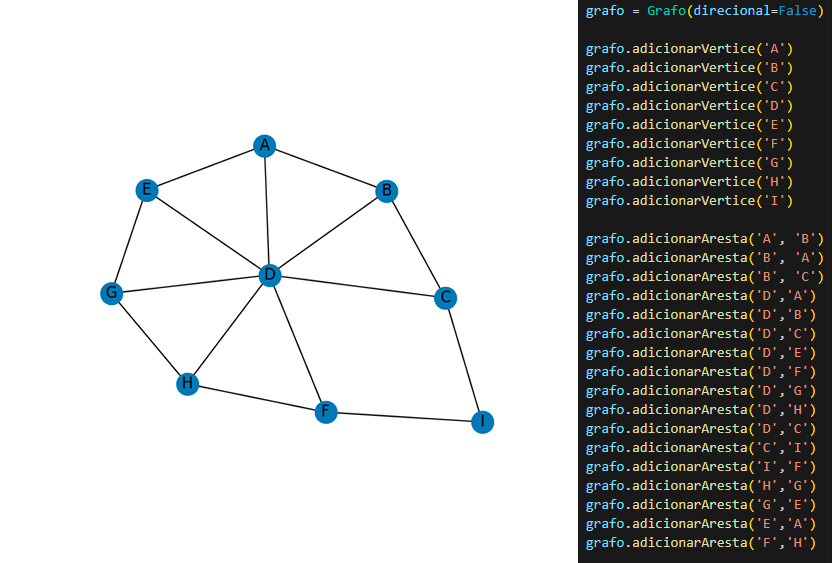 A
E
B
D
G
C
H
F
I
grafo = Grafo(direcional=False)
grafo.adicionarVertice('A')
grafo.adicionarVertice('B')
grafo.adicionarVertice('C')
grafo.adicionarVertice('D')
grafo.adicionarVertice('E')
grafo.adicionarVertice('F')
grafo.adicionarVertice('G')
grafo.adicionarVertice('H')
grafo.adicionarVertice('I')
grafo.adicionarAresta('A', 'B')
grafo.adicionarAresta('B', 'A')
grafo.adicionarAresta('B', 'C')
grafo.adicionarAresta('D','A')
grafo.adicionarAresta('D','B')
grafo.adicionarAresta('D','C')
grafo.adicionarAresta('D','E')
grafo.adicionarAresta('D','F')
grafo.adicionarAresta('D','G')
grafo.adicionarAresta('D','H')
grafo.adicionarAresta('D','C')
grafo.adicionarAresta('C','I')
grafo.adicionarAresta('I','F')
grafo.adicionarAresta('H','G')
grafo.adicionarAresta('G','E')
grafo.adicionarAresta('E','A')
grafo.adicionarAresta('F','H')